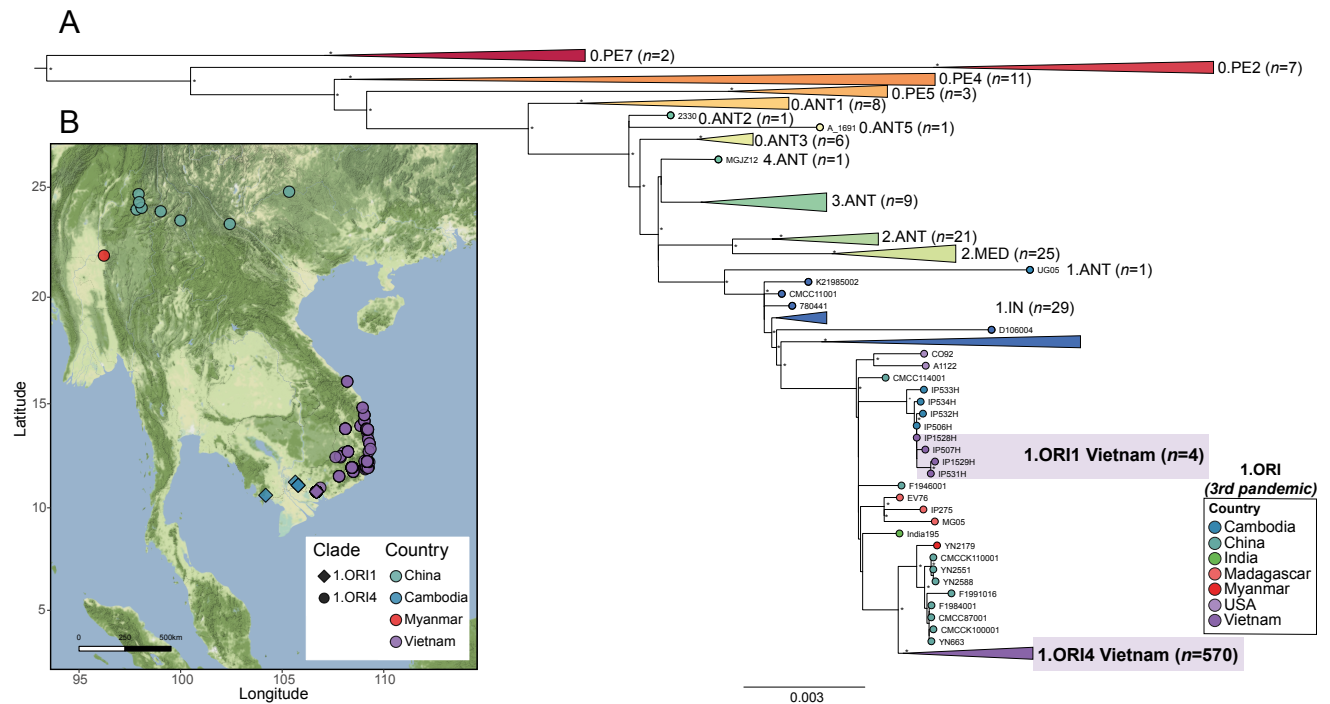 A
0.PE7 (n=2)
0.PE2 (n=7)
0.PE4 (n=11)
0.PE5 (n=3)
0.ANT1 (n=8)
2330 0.ANT2 (n=1)
A_1691 0.ANT5 (n=1)
0.ANT3 (n=6)
MGJZ12 4.ANT (n=1)
3.ANT (n=9)
2.ANT (n=21)
2.MED (n=25)
UG05 1.ANT (n=1)
K21985002
CMCC11001
780441
1.IN (n=29)
D106004
CO92
A1122
CMCC114001
IP533H
IP534H
IP532H
IP506H
IP1528H
IP507H
IP1529H
IP531H
1.ORI1 Vietnam (n=4)
F1946001
EV76
IP275
MG05
India195
YN2179
CMCCK110001
YN2551
YN2588
F1991016
F1984001
CMCC87001
CMCCK100001
YN663
1.ORI4 Vietnam (n=570)
0.003
1.ORI
(3rd pandemic)
Country
Cambodia
China
India
Madagascar
Myanmar
USA
Vietnam
B
25
20
15
10
5
Latitude
95
100
105
110
Longitude
0
250
500km
Clade
1.ORI1
1.ORI4
Country
China
Cambodia
Myanmar
Vietnam